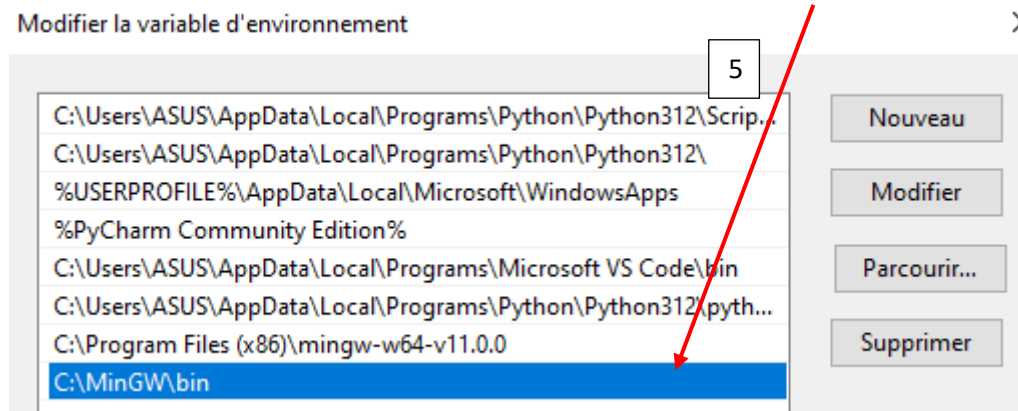 Modifier la variable d'environnement
5
C:\Users\ASUS\AppData\Local\Programs\Python\Python312\Scrip...
Nouveau
C:\Users\ASUS\AppData\Local\Programs\Python\Python312\
%USERPROFILE%\AppData\Local\Microsoft\WindowsApps
Modifier
%PyCharm Community Edition%
C:\Users\ASUS\AppData\Local\Programs\Microsoft VS Code\bin
Parcourir...
C:\Users\ASUS\AppData\Local\Programs\Python\Python312\pyth...
C:\Program Files (x86)\mingw-w64-v11.0.0
Supprimer
C:\MinGW\bin